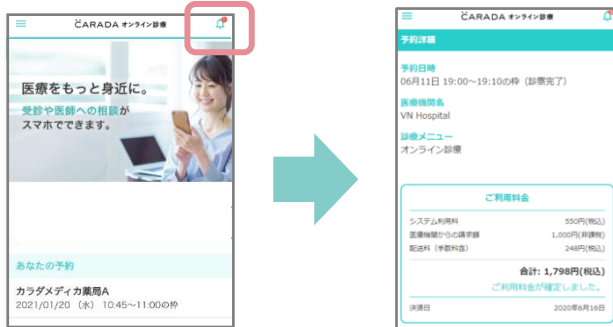 CARADA オンライン診療
医療をもっと身近に。
受診や医師への相談が
スマホでできます。
あなたの予約
カラダメディカ薬局A
2021/01/20 (水) 10:45~11:00の枠
CARADA オンライン診療
予約詳細
予約日時
06月11日 19:00~19:10の枠 (診察完了)
医療機関名
VN Hospital
診療メニュー
オンライン診療
ご利用料金
システム利用料 550円(税込)
医療機関からの請求額 1,000円(非課税)
配送料 (手数料含) 248円(税込)
合計: 1,798円(税込)
ご利用料金が確定しました。
決済日 2020年6月16日